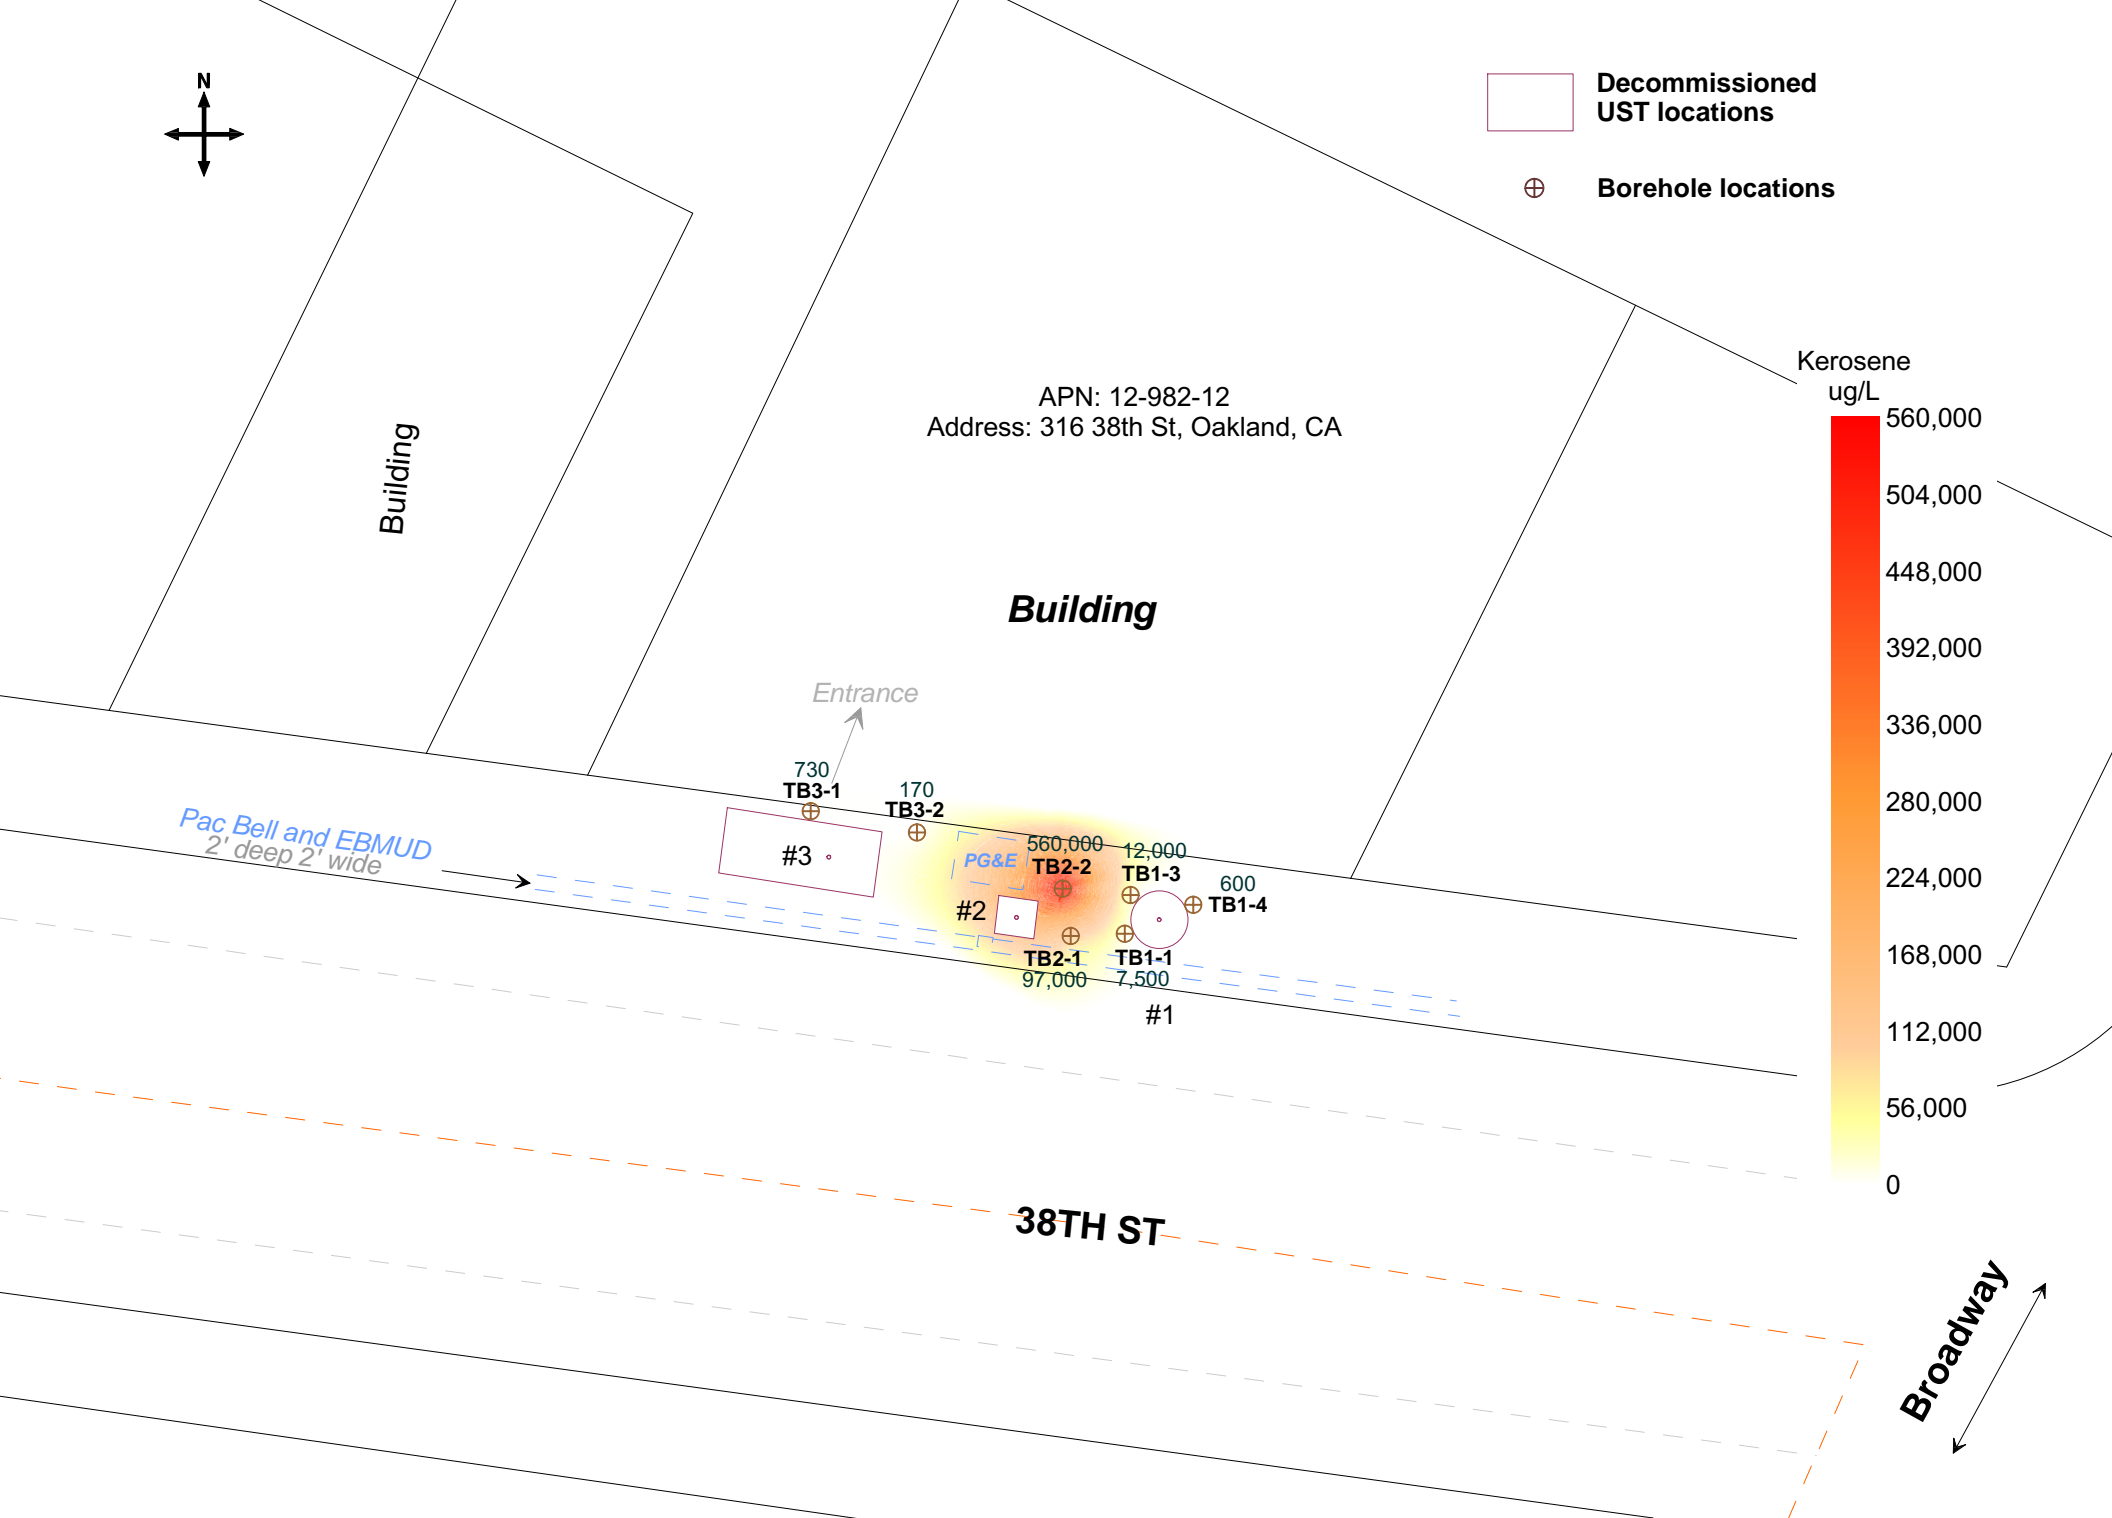 N
Decommissioned
UST locations
Borehole locations
Kerosene
ug/L
560,000
504,000
448,000
392,000
336,000
280,000
224,000
168,000
112,000
56,000
0
APN: 12-982-12
Address: 316 38th St, Oakland, CA
Building
Building
Entrance
730
TB3-1
170
TB3-2
#3
PG&E
560,000
TB2-2
12,000
TB1-3
600
TB1-4
#2
TB2-1
97,000
TB1-1
7,500
#1
Pac Bell and EBMUD
2' deep 2' wide
38TH ST
Broadway